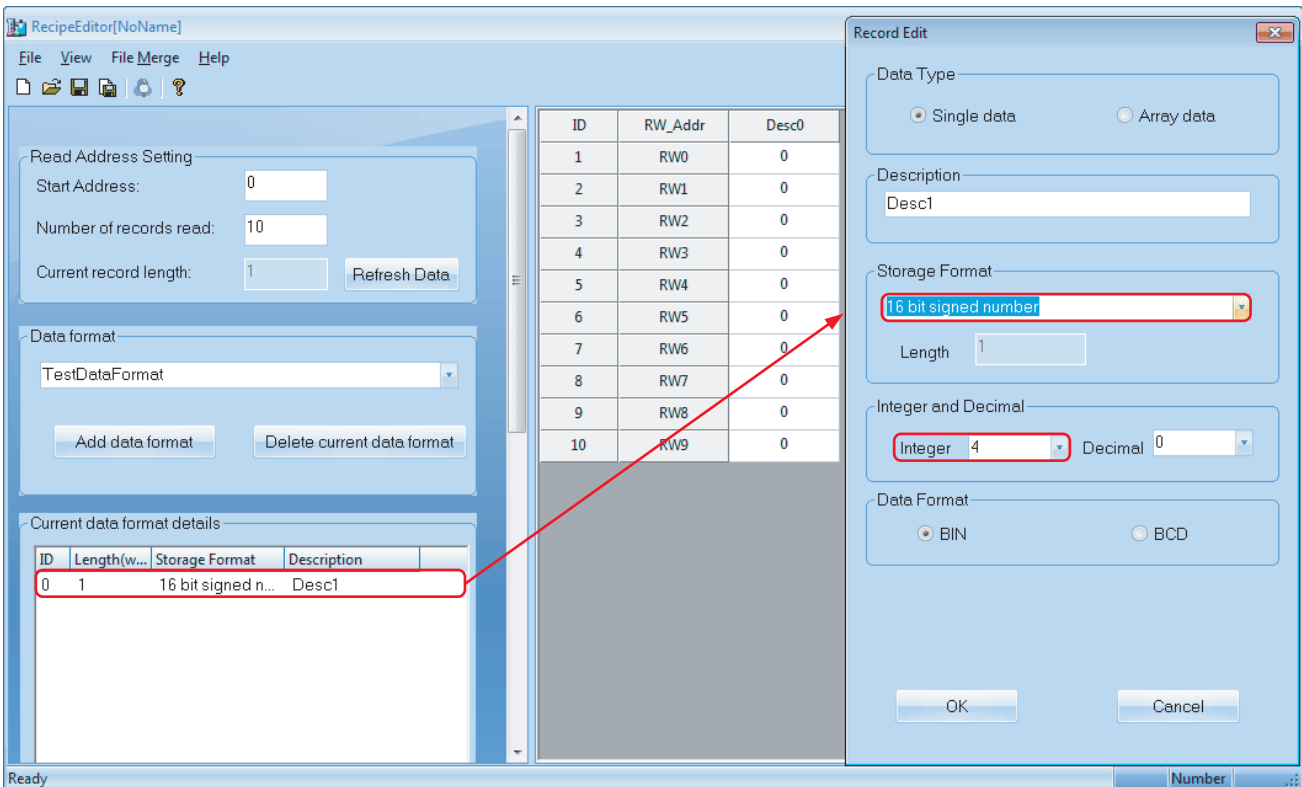 RecipeEditor[NoName]
File View File Merge Help
Read Address Setting
Start Address: 0
Number of records read: 10
Current record length: 1 Refresh Data
Data format
TestDataFormat
Add data format Delete current data format
Current data format details
ID Length(w... Storage Format Description
0 1 16 bit signed n... Desc1
ID RW_Addr Desc0
1 RW0 0
2 RW1 0
3 RW2 0
4 RW3 0
5 RW4 0
6 RW5 0
7 RW6 0
8 RW7 0
9 RW8 0
10 RW9 0
Record Edit
Data Type
Single data Array data
Description
Desc1
Storage Format
16 bit signed number
Length 1
Integer and Decimal
Integer 4 Decimal 0
Data Format
BIN BCD
OK Cancel
Ready Number